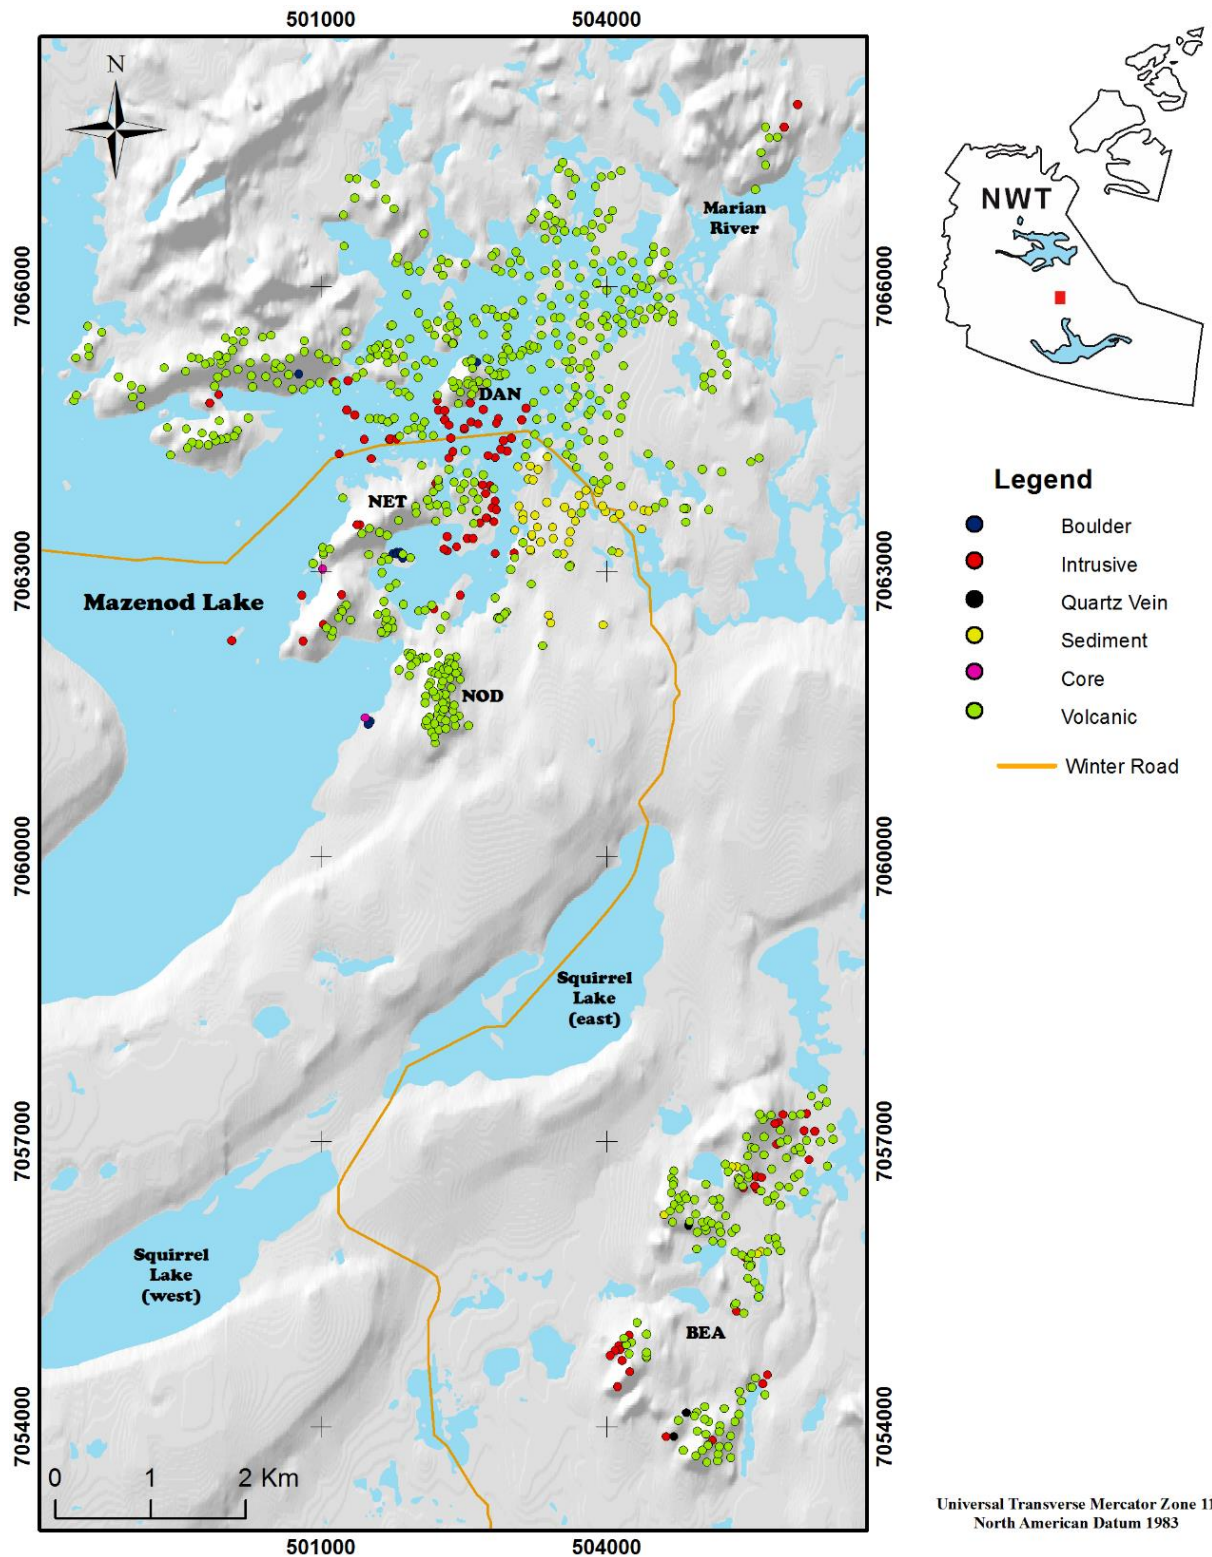 501000
504000
N
NWT
Marian
River
7066000
7066000
DAN
NET
Legend
Boulder
Intrusive
Quartz Vein
Sediment
Core
Volcanic
Winter Road
7063000
7063000
Mazenod Lake
NOD
7060000
7060000
Squirrel
Lake
(east)
7057000
7057000
Squirrel
Lake
(west)
BEA
7054000
7054000
0 1 2 Km
Universal Transverse Mercator Zone 11
North American Datum 1983
501000
504000